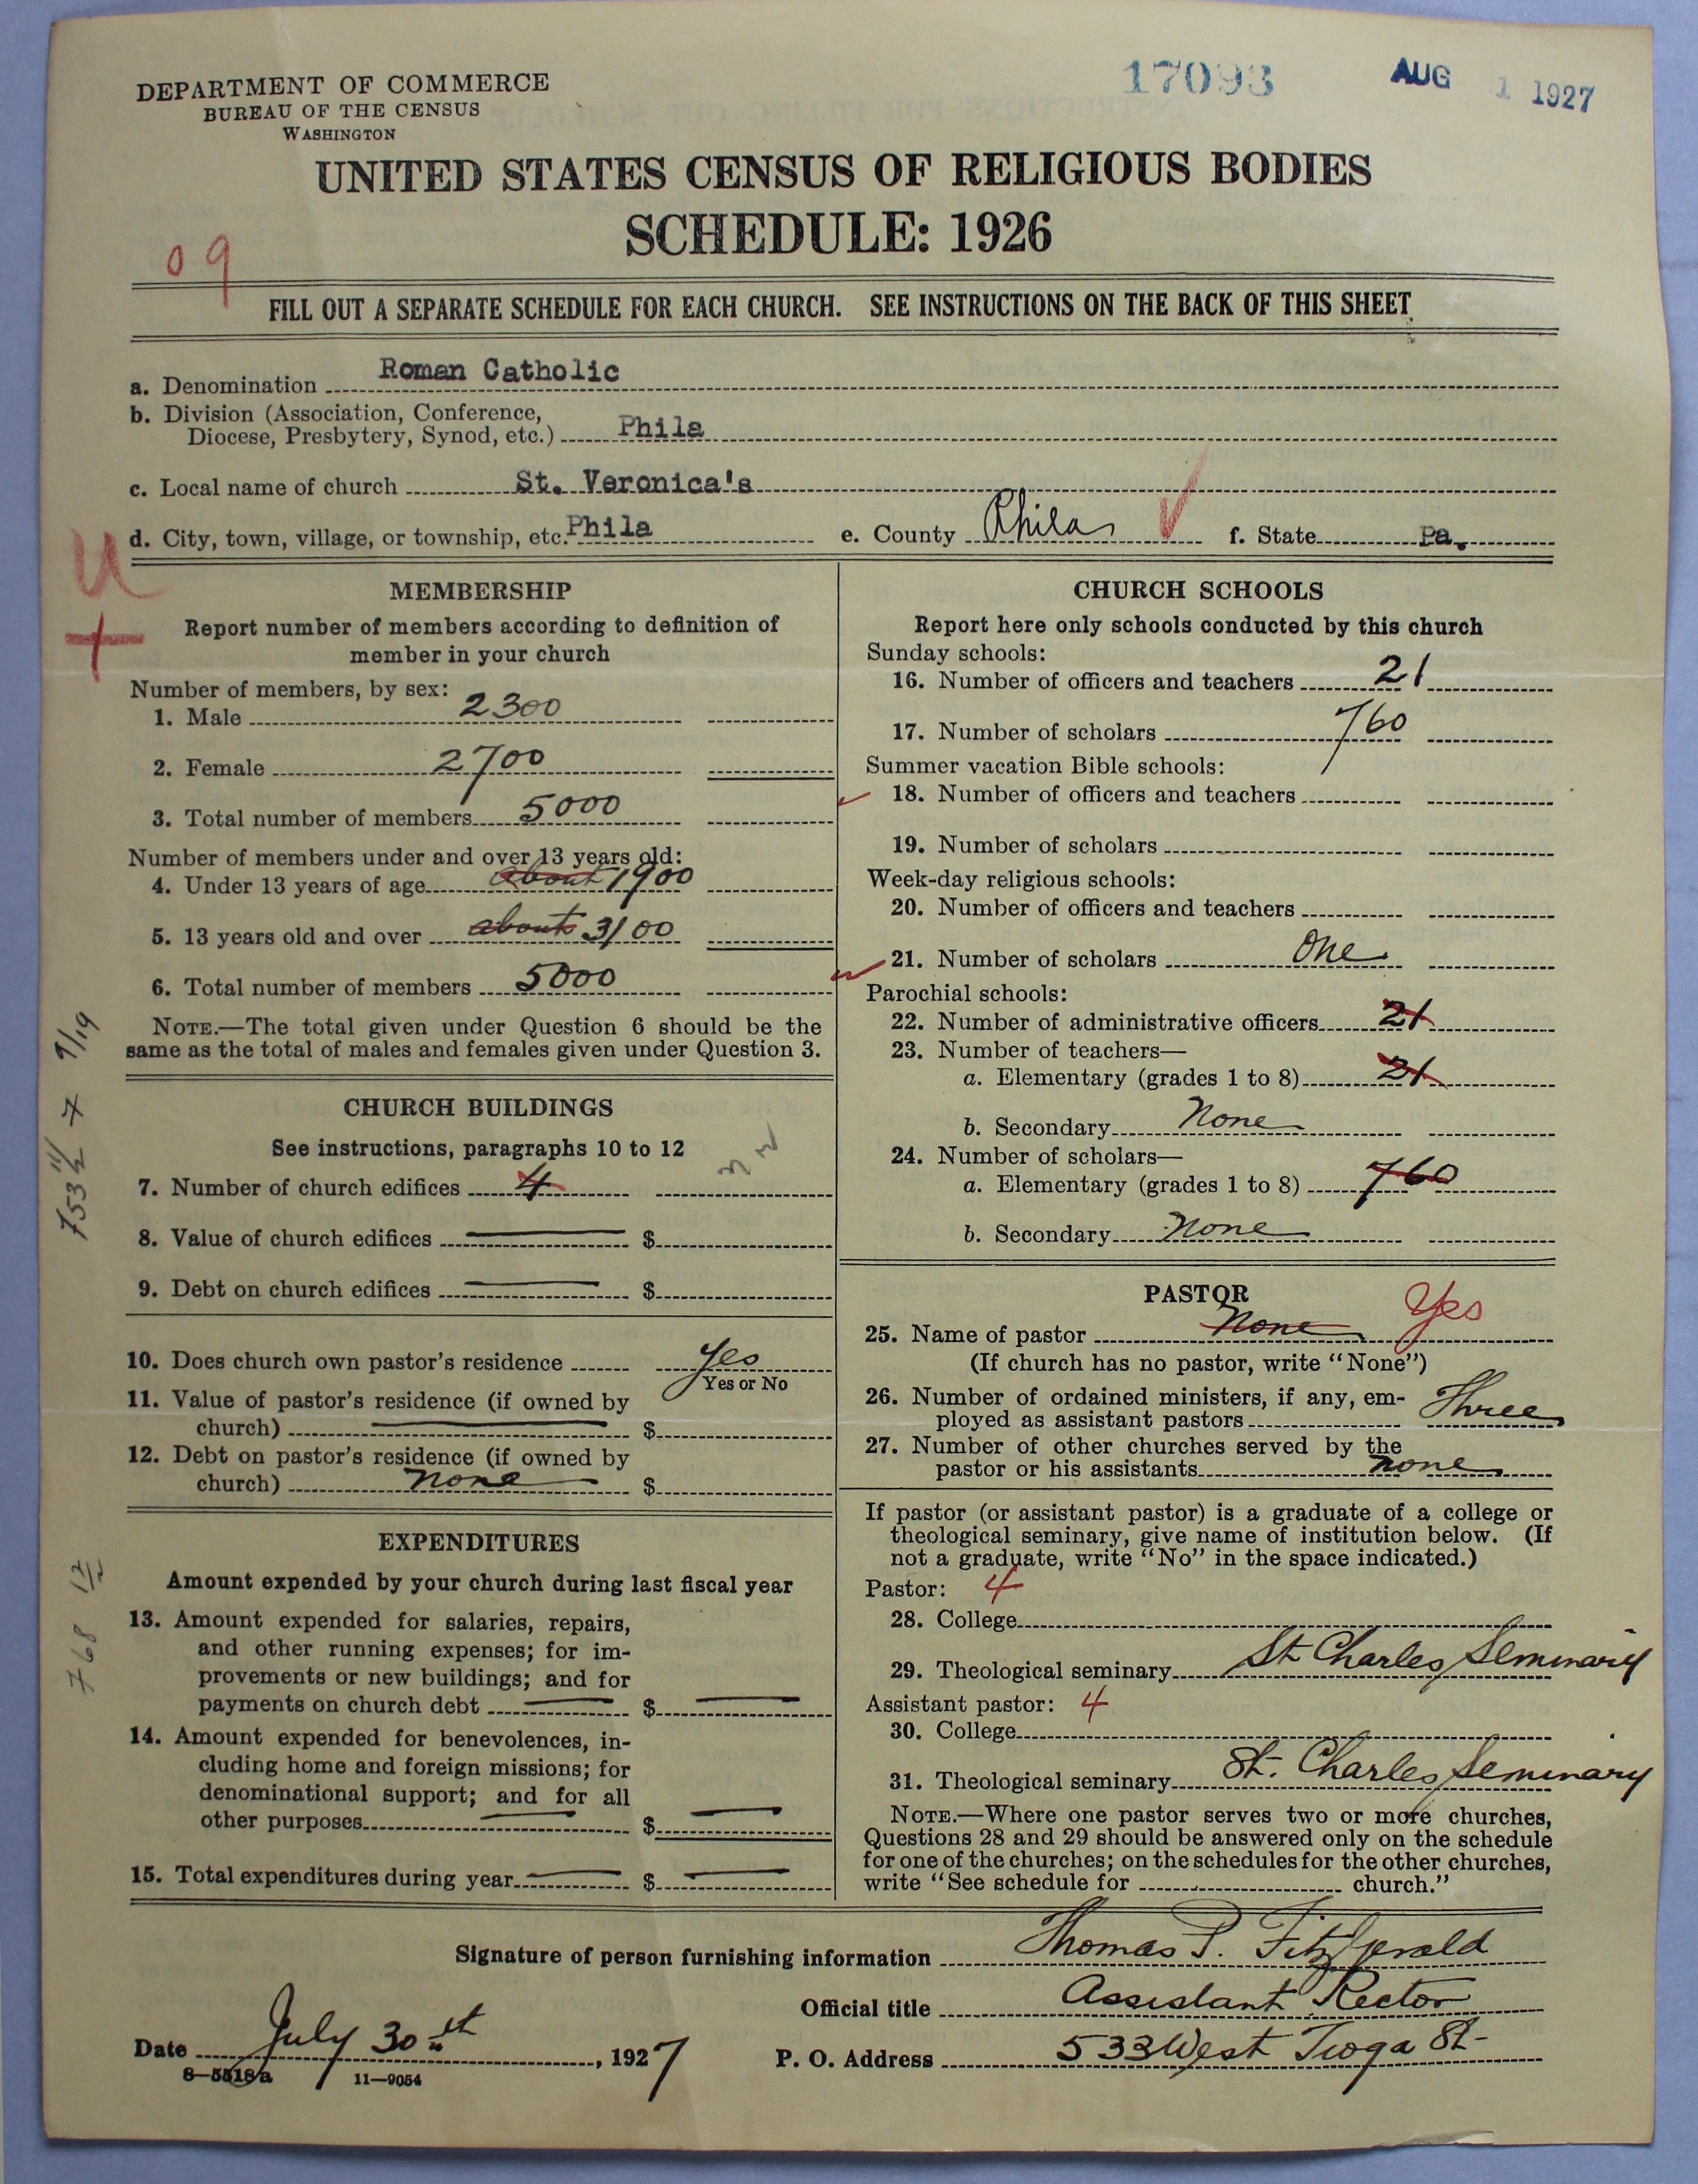 DEPARTMENT OF COMMERCE
BUREAU OF THE CENSUS
WASHINGTON
17093
AUG 1 1927
UNITED STATES CENSUS OF RELIGIOUS BODIES
SCHEDULE: 1926
09
FILL OUT A SEPARATE SCHEDULE FOR EACH CHURCH. SEE INSTRUCTIONS ON THE BACK OF THIS SHEET
a. Denomination Roman Catholic
b. Division (Association, Conference,
Diocese, Presbytery, Synod, etc.) Phila
c. Local name of church St. Veronica's
d. City, town, village, or township, etc. Phila e. County Phila f. State Pa.
U
+
MEMBERSHIP
Report number of members according to definition of
member in your church
Number of members, by sex:
1. Male 2300
2. Female 2700
3. Total number of members 5000
Number of members under and over 13 years old:
4. Under 13 years of age about 1900
5. 13 years old and over about 3100
6. Total number of members 5000
NOTE.—The total given under Question 6 should be the
same as the total of males and females given under Question 3.
CHURCH BUILDINGS
See instructions, paragraphs 10 to 12
7. Number of church edifices 4
8. Value of church edifices $
9. Debt on church edifices $
10. Does church own pastor's residence Yes
Yes or No
11. Value of pastor's residence (if owned by
church) $
12. Debt on pastor's residence (if owned by
church) none $
EXPENDITURES
Amount expended by your church during last fiscal year
13. Amount expended for salaries, repairs,
and other running expenses; for im-
provements or new buildings; and for
payments on church debt $
14. Amount expended for benevolences, in-
cluding home and foreign missions; for
denominational support; and for all
other purposes $
15. Total expenditures during year $
CHURCH SCHOOLS
Report here only schools conducted by this church
Sunday schools:
16. Number of officers and teachers 21
17. Number of scholars 760
Summer vacation Bible schools:
18. Number of officers and teachers
19. Number of scholars
Week-day religious schools:
20. Number of officers and teachers
21. Number of scholars One
Parochial schools:
22. Number of administrative officers 21
23. Number of teachers—
a. Elementary (grades 1 to 8) 21
b. Secondary None
24. Number of scholars—
a. Elementary (grades 1 to 8) 760
b. Secondary None
PASTOR
25. Name of pastor None Yes
(If church has no pastor, write "None")
26. Number of ordained ministers, if any, em-
ployed as assistant pastors Three
27. Number of other churches served by the
pastor or his assistants none
If pastor (or assistant pastor) is a graduate of a college or
theological seminary, give name of institution below. (If
not a graduate, write "No" in the space indicated.)
Pastor: 4
28. College
29. Theological seminary St Charles Seminary
Assistant pastor: 4
30. College
31. Theological seminary St. Charles Seminary
NOTE.—Where one pastor serves two or more churches,
Questions 28 and 29 should be answered only on the schedule
for one of the churches; on the schedules for the other churches,
write "See schedule for church."
Signature of person furnishing information Thomas P. Fitzgerald
Official title Assistant Rector
Date July 30th, 1927
P. O. Address 533 West Tioga St-
8—5518a 11—9054